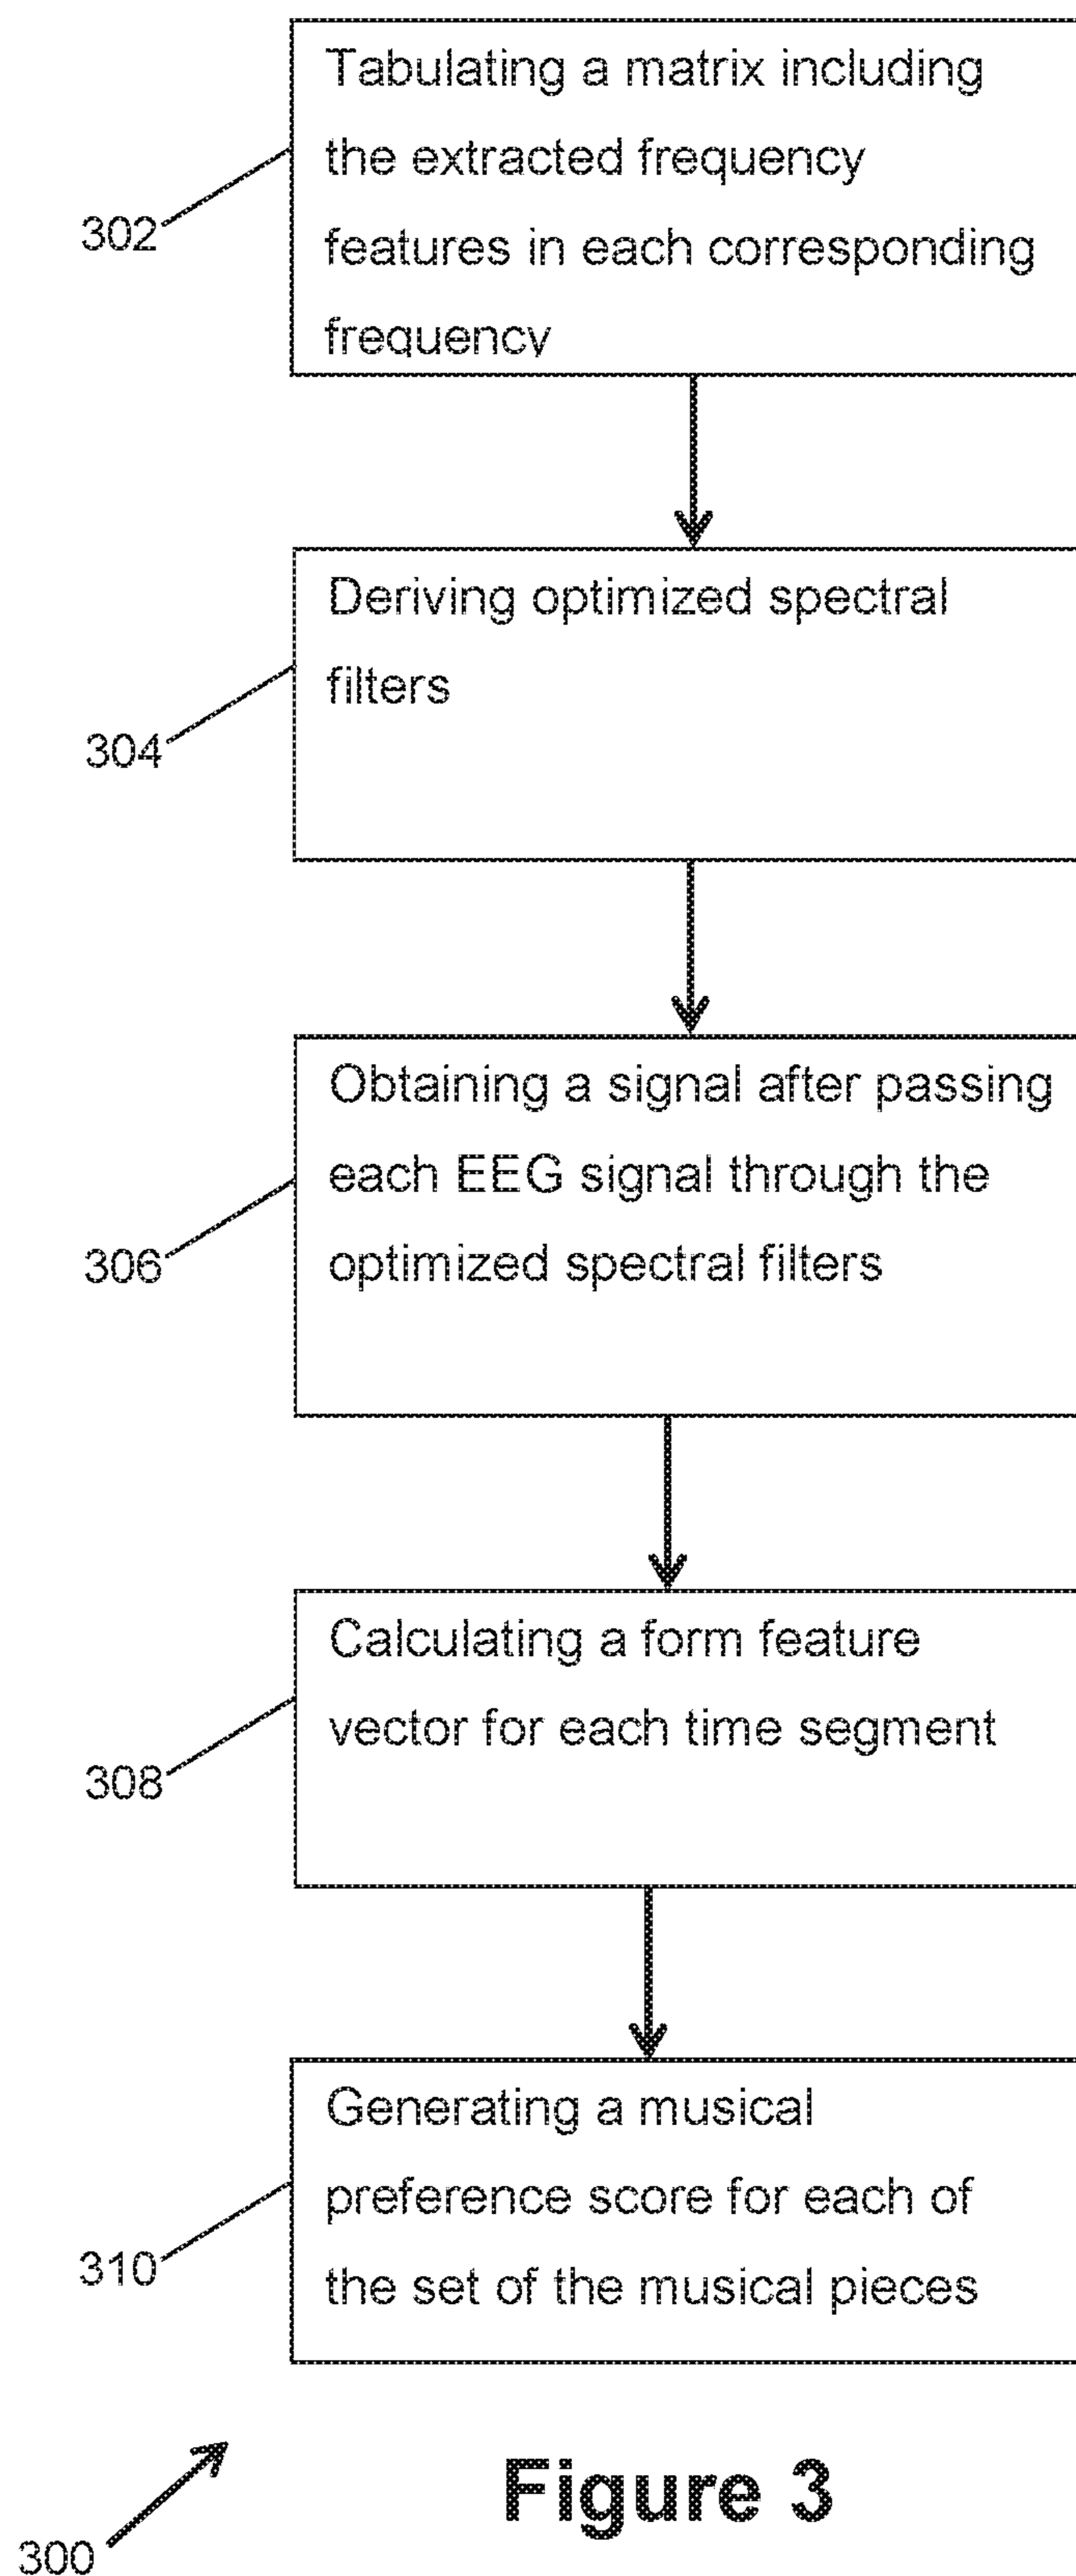 Tabulating a matrix including
the extracted frequency
features in each corresponding
frequency
302
Deriving optimized spectral
filters
304
Obtaining a signal after passing
each EEG signal through the
optimized spectral filters
306
Calculating a form feature
vector for each time segment
308
Generating a musical
preference score for each of
the set of the musical pieces
310
Figure 3
300